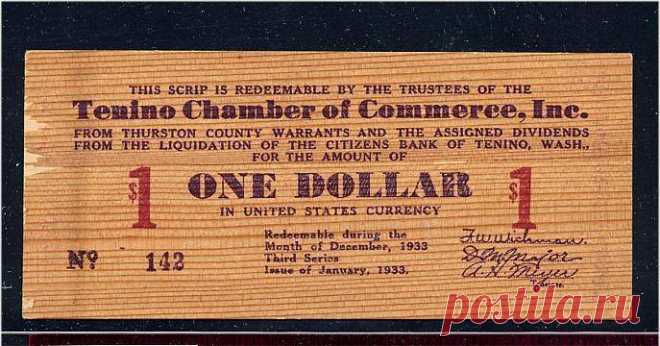 THIS SCRIP IS REDEEMABLE BY THE TRUSTEES OF THE
Tenino Chamber of Commerce, Inc.
FROM THURSTON COUNTY WARRANTS AND THE ASSIGNED DIVIDENDS
FROM THE LIQUIDATION OF THE CITIZENS BANK OF TENINO, WASH.,
FOR THE AMOUNT OF
$1 ONE DOLLAR $1
IN UNITED STATES CURRENCY
Redeemable during the
Month of December, 1933
Third Series
Issue of January, 1933.
Nº 142
F.W. Wichman.
D.M. Major
A.H. Meyer
postila.ru